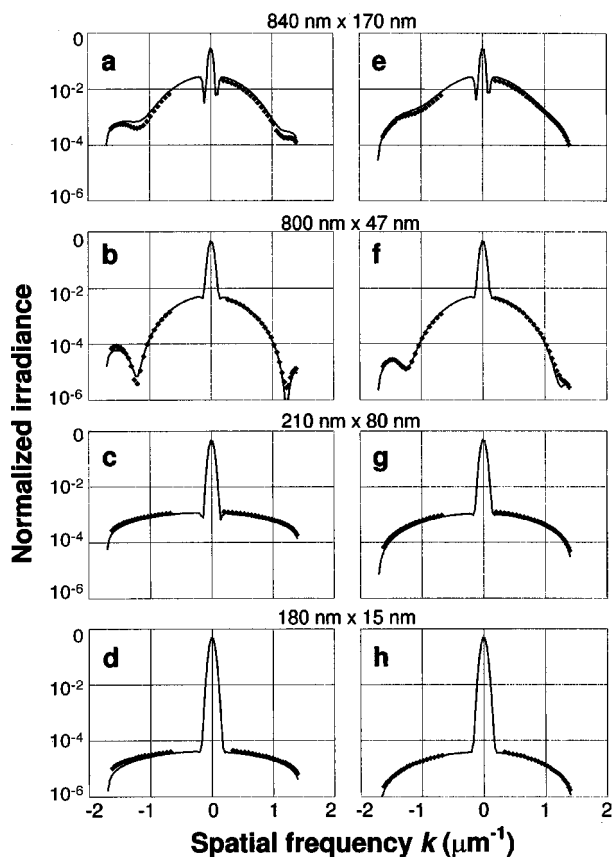 840 nm x 170 nm
0
10-2
10-4
10-6
a
e
800 nm x 47 nm
0
10-2
10-4
10-6
b
f
210 nm x 80 nm
0
10-2
10-4
10-6
c
g
180 nm x 15 nm
0
10-2
10-4
10-6
d
h
-2 -1 0 1 2 -2 -1 0 1 2
Normalized irradiance
Spatial frequency k (μm-1)